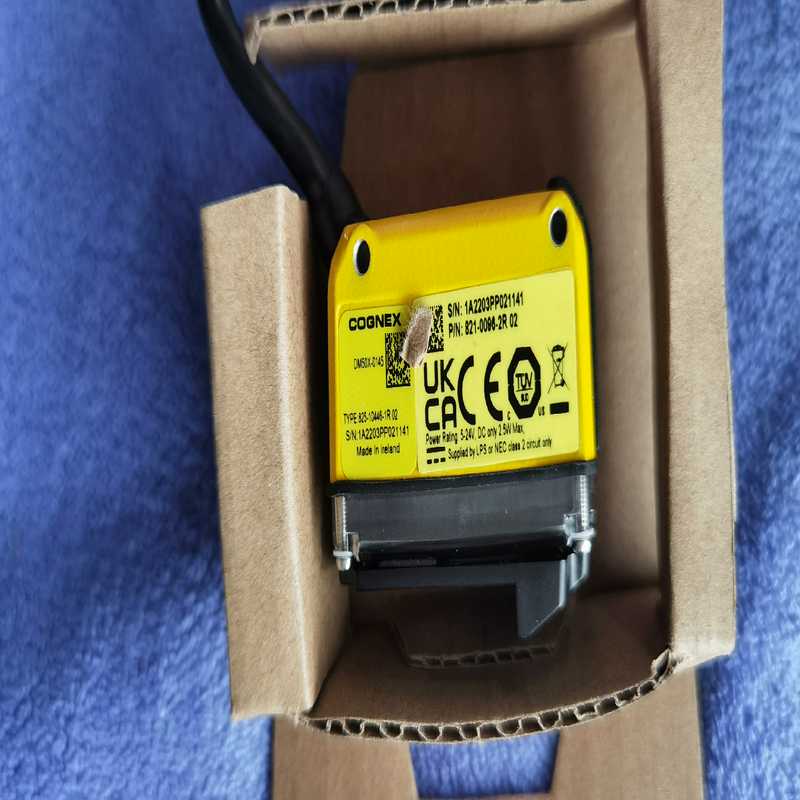 COGNEX
DM50X-0145
TYPE 825-10446-1R 02
S/N:1A2203PP021141
Made In Ireland
S/N: 1A2203PP021141
P/N: 821-0096-2R 02
UK
CA
CE
TÜV
SUD
C US
Power Rating: 5-24V, DC only 2.5W Max.
Supplied by LPS or NEC class 2 circuit only